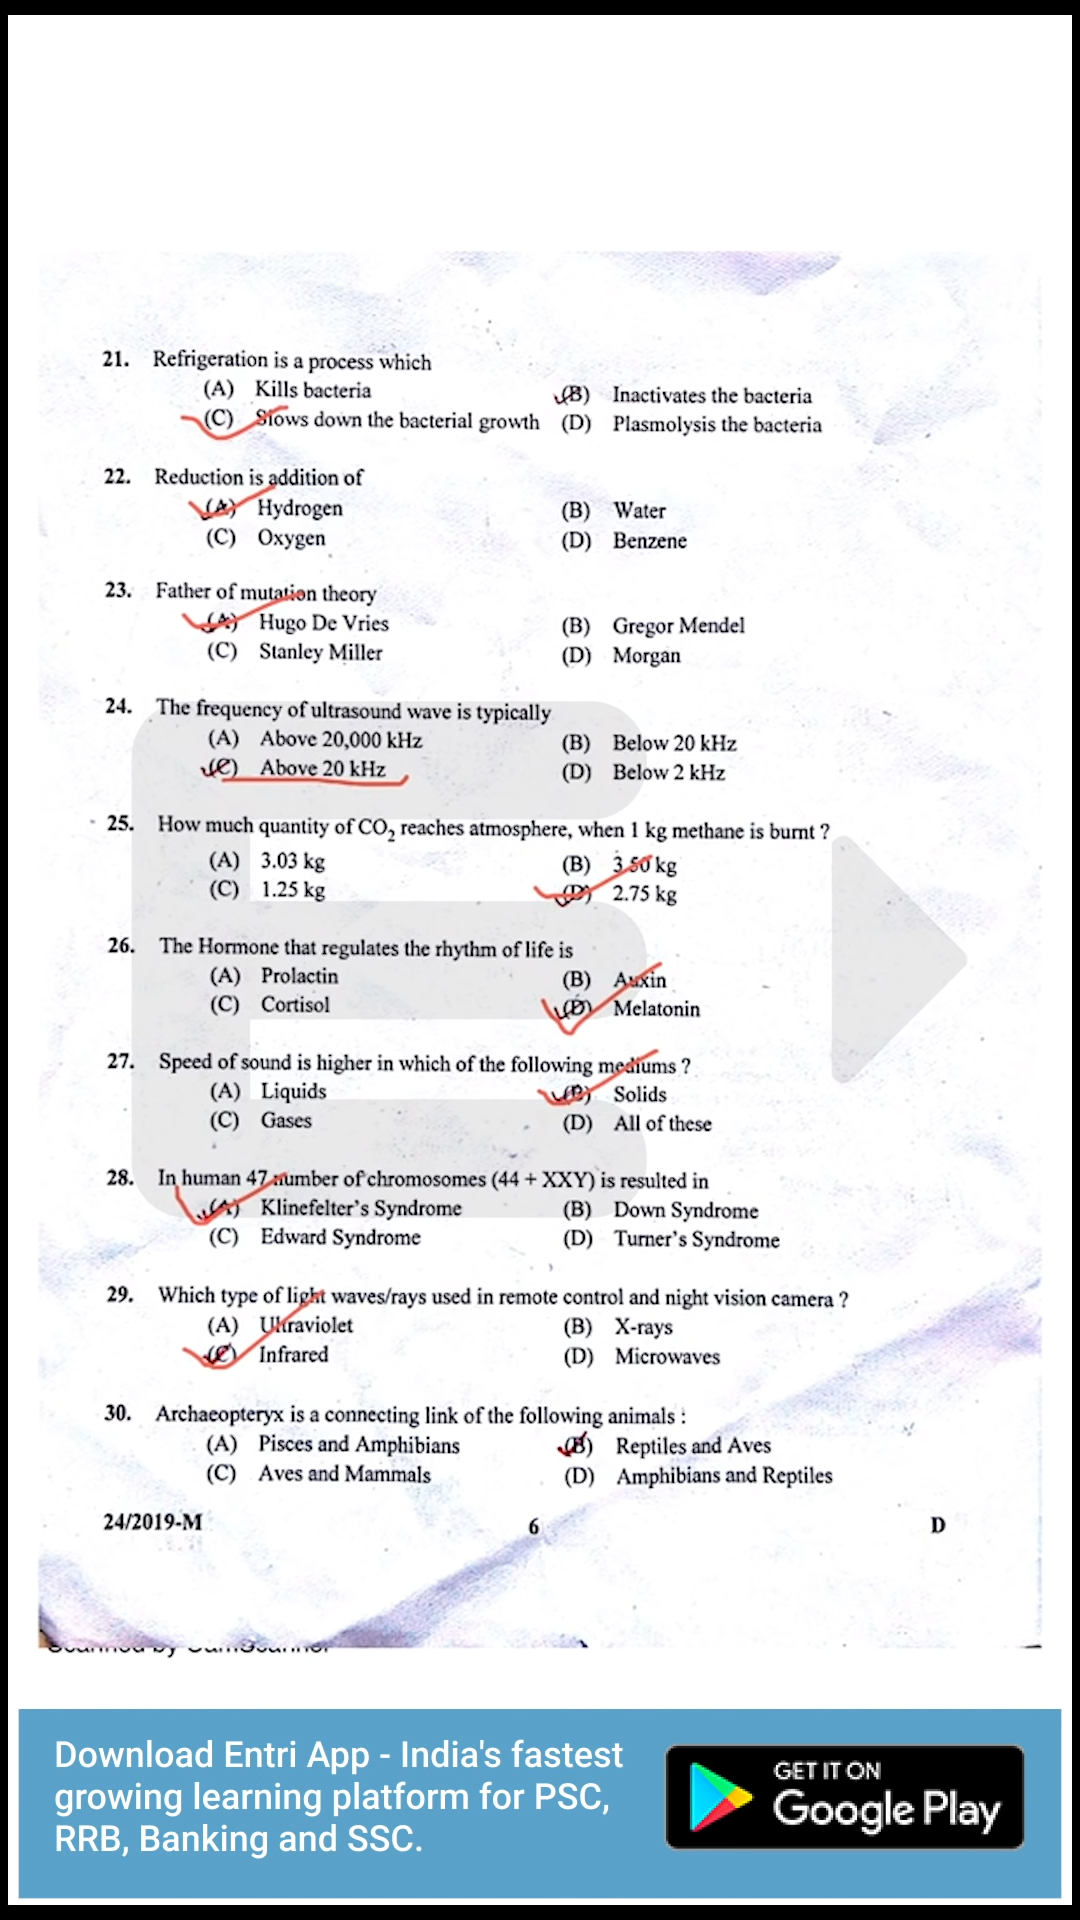 21. Refrigeration is a process which
(A) Kills bacteria (B) Inactivates the bacteria
(C) Slows down the bacterial growth (D) Plasmolysis the bacteria
22. Reduction is addition of
(A) Hydrogen (B) Water
(C) Oxygen (D) Benzene
23. Father of mutation theory
(A) Hugo De Vries (B) Gregor Mendel
(C) Stanley Miller (D) Morgan
24. The frequency of ultrasound wave is typically
(A) Above 20,000 kHz (B) Below 20 kHz
(C) Above 20 kHz (D) Below 2 kHz
25. How much quantity of CO₂ reaches atmosphere, when 1 kg methane is burnt ?
(A) 3.03 kg (B) 3.50 kg
(C) 1.25 kg (D) 2.75 kg
26. The Hormone that regulates the rhythm of life is
(A) Prolactin (B) Auxin
(C) Cortisol (D) Melatonin
27. Speed of sound is higher in which of the following mediums ?
(A) Liquids (B) Solids
(C) Gases (D) All of these
28. In human 47 number of chromosomes (44 + XXY) is resulted in
(A) Klinefelter's Syndrome (B) Down Syndrome
(C) Edward Syndrome (D) Turner's Syndrome
29. Which type of light waves/rays used in remote control and night vision camera ?
(A) Ultraviolet (B) X-rays
(C) Infrared (D) Microwaves
30. Archaeopteryx is a connecting link of the following animals :
(A) Pisces and Amphibians (B) Reptiles and Aves
(C) Aves and Mammals (D) Amphibians and Reptiles
24/2019-M 6 D
Scanned by CamScanner
Download Entri App - India's fastest
growing learning platform for PSC,
RRB, Banking and SSC.
GET IT ON
Google Play